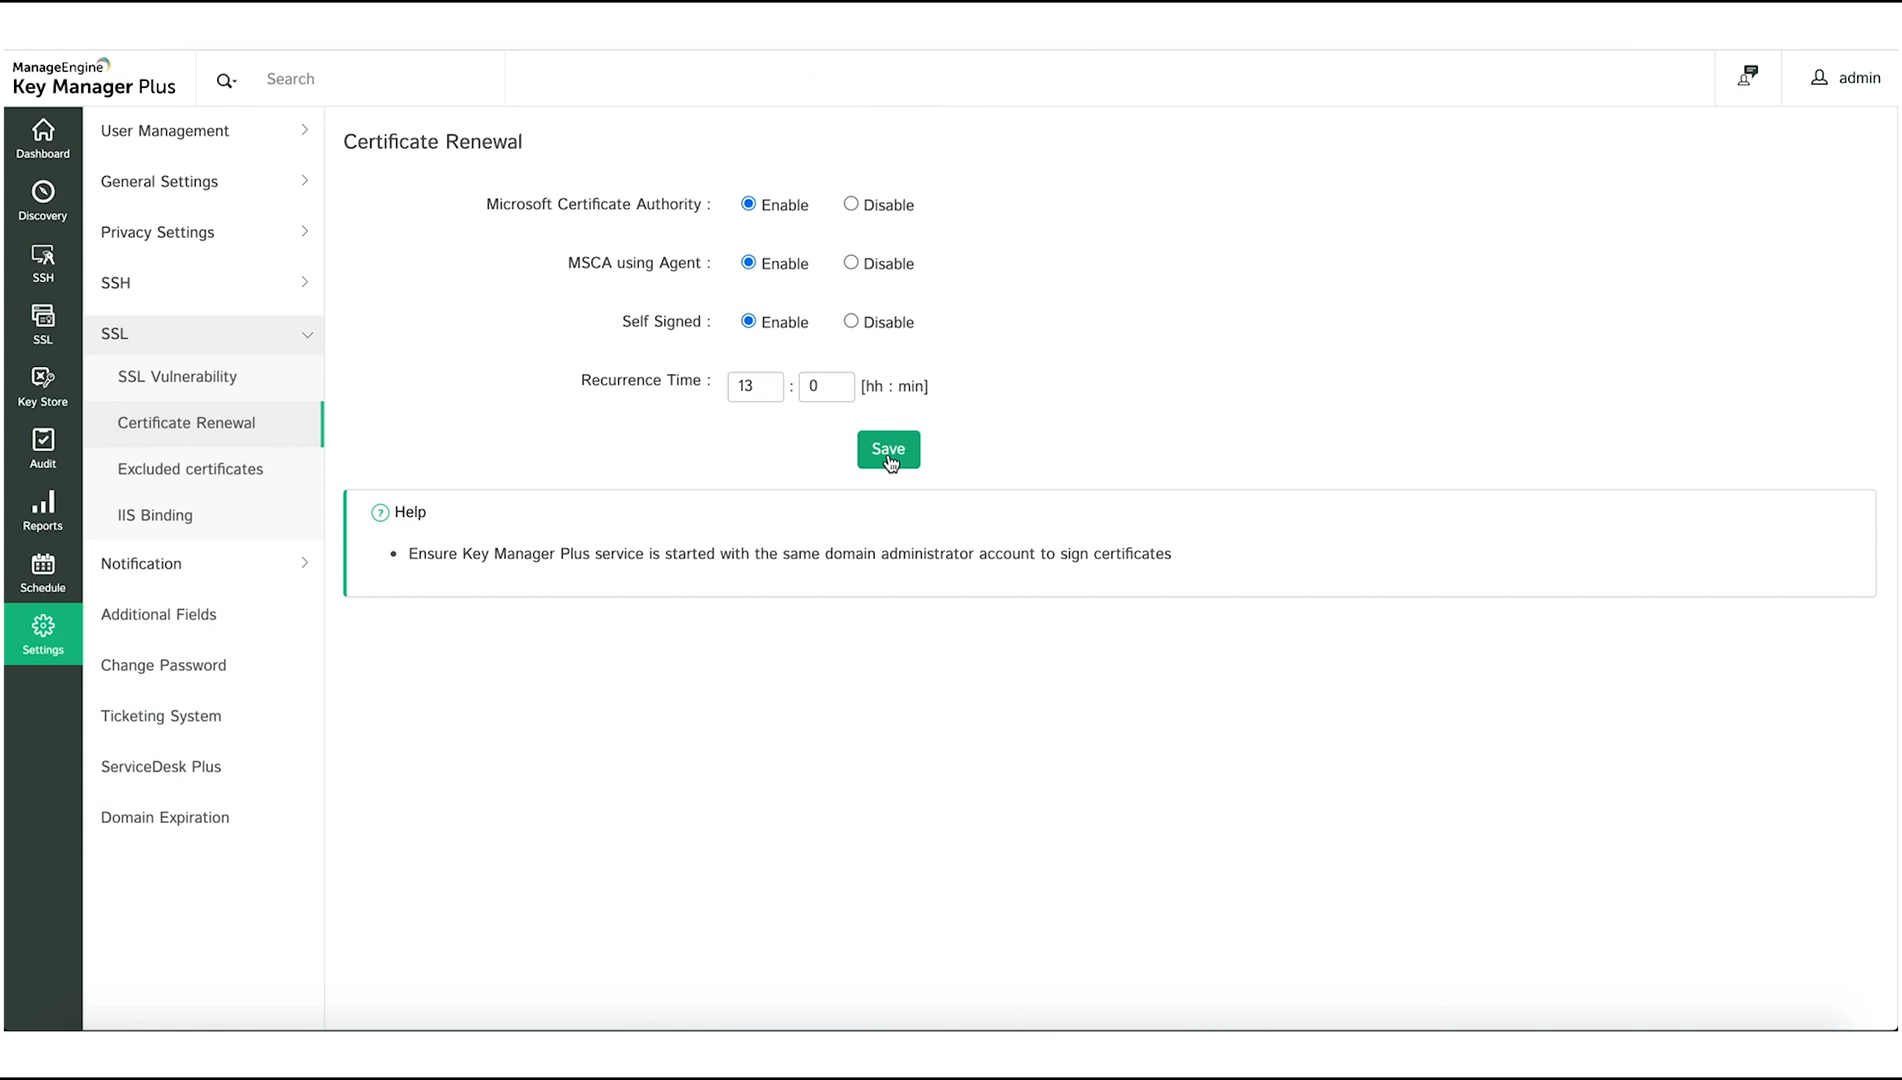 ManageEngine
Key Manager Plus
Search
admin
Dashboard
Discovery
SSH
SSL
Key Store
Audit
Reports
Schedule
Settings
User Management
General Settings
Privacy Settings
SSH
SSL
SSL Vulnerability
Certificate Renewal
Excluded certificates
IIS Binding
Notification
Additional Fields
Change Password
Ticketing System
ServiceDesk Plus
Domain Expiration
Certificate Renewal
Microsoft Certificate Authority : Enable Disable
MSCA using Agent : Enable Disable
Self Signed : Enable Disable
Recurrence Time : 13 : 0 [hh : min]
Save
? Help
• Ensure Key Manager Plus service is started with the same domain administrator account to sign certificates